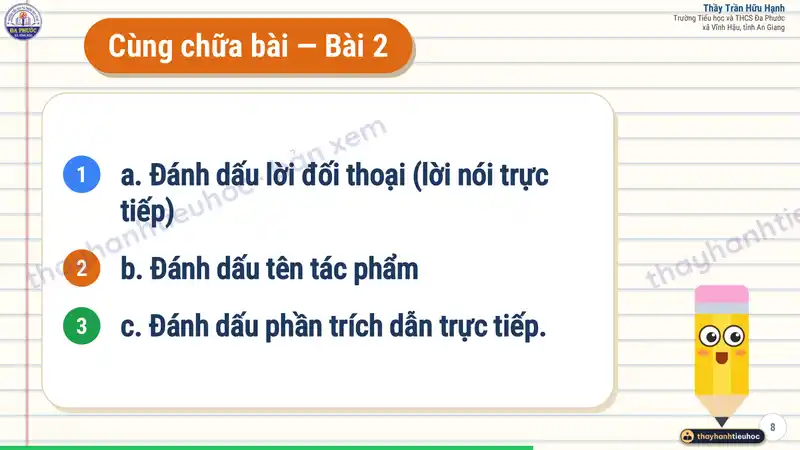 Thầy Trần Hữu Hạnh
Trường Tiểu học và THCS Đa Phước
xã Vĩnh Hậu, tỉnh An Giang
ĐA PHƯỚC
Cùng chữa bài — Bài 2
1 a. Đánh dấu lời đối thoại (lời nói trực
tiếp)
2 b. Đánh dấu tên tác phẩm
3 c. Đánh dấu phần trích dẫn trực tiếp.
thayhanhtieuhoc
8